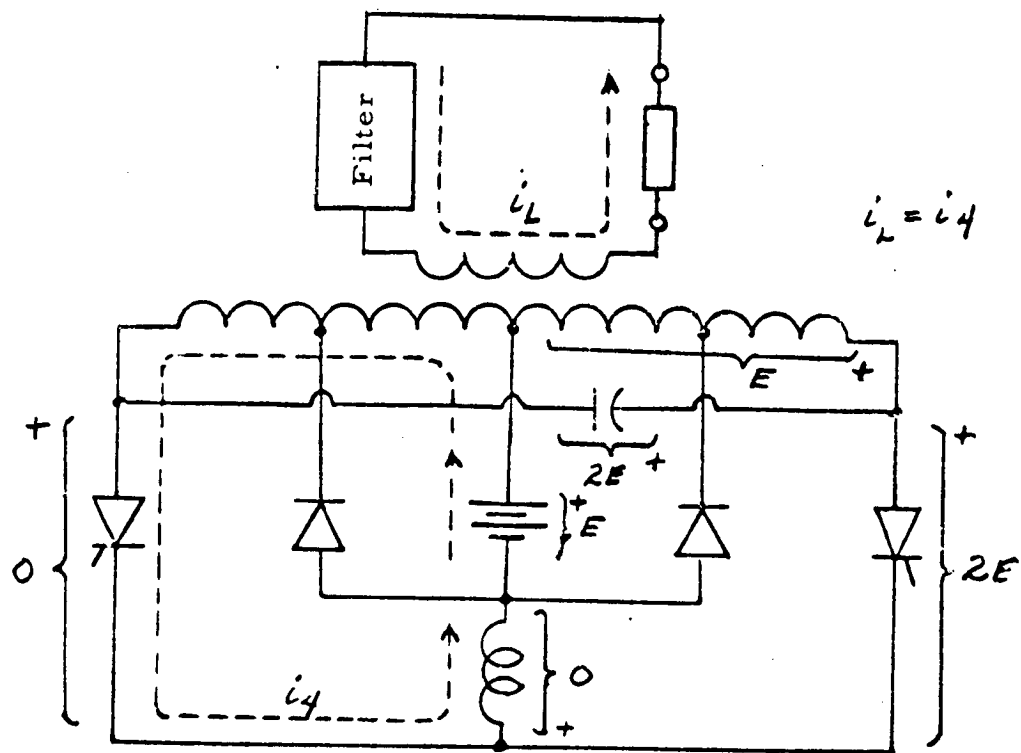 Filter
i_L
i_L = i_4
E +
+
2E +
+ E
+
0
2E
0
+
i_4